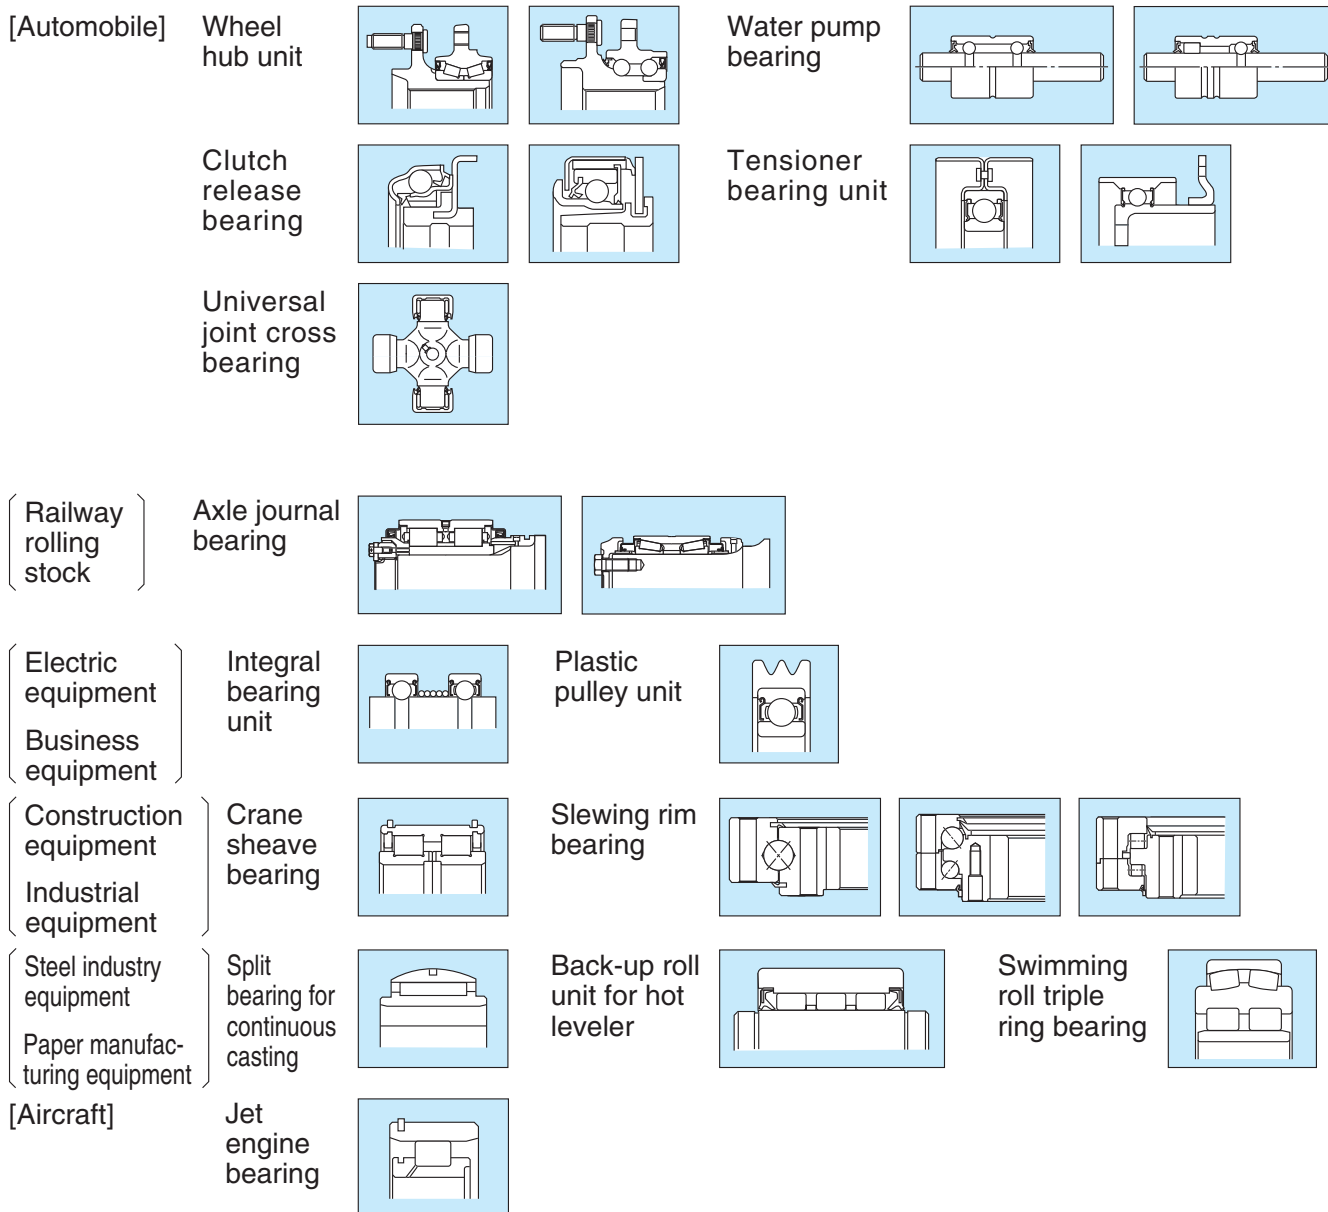 [Automobile]
Wheel
hub unit
Water pump
bearing
Clutch
release
bearing
Tensioner
bearing unit
Universal
joint cross
bearing
Railway
rolling
stock
Axle journal
bearing
Electric
equipment
Business
equipment
Integral
bearing
unit
Plastic
pulley unit
Construction
equipment
Industrial
equipment
Crane
sheave
bearing
Slewing rim
bearing
Steel industry
equipment
Paper manufac-
turing equipment
Split
bearing for
continuous
casting
Back-up roll
unit for hot
leveler
Swimming
roll triple
ring bearing
[Aircraft]
Jet
engine
bearing